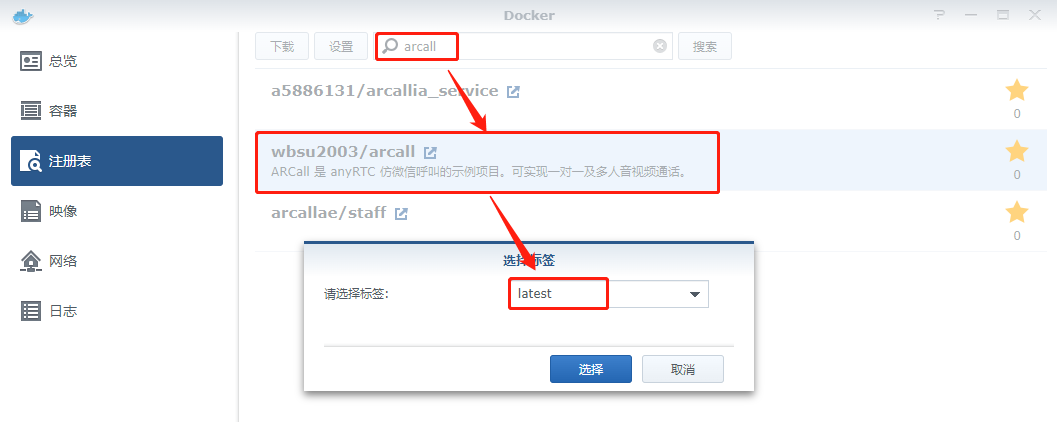 Docker
总览
容器
注册表
映像
网络
日志
下载 设置 arcall 搜索
a5886131/arcallia_service
0
wbsu2003/arcall
ARCall 是 anyRTC 仿微信呼叫的示例项目。可实现一对一及多人音视频通话。
0
arcallae/staff
0
选择标签
请选择标签: latest
选择 取消